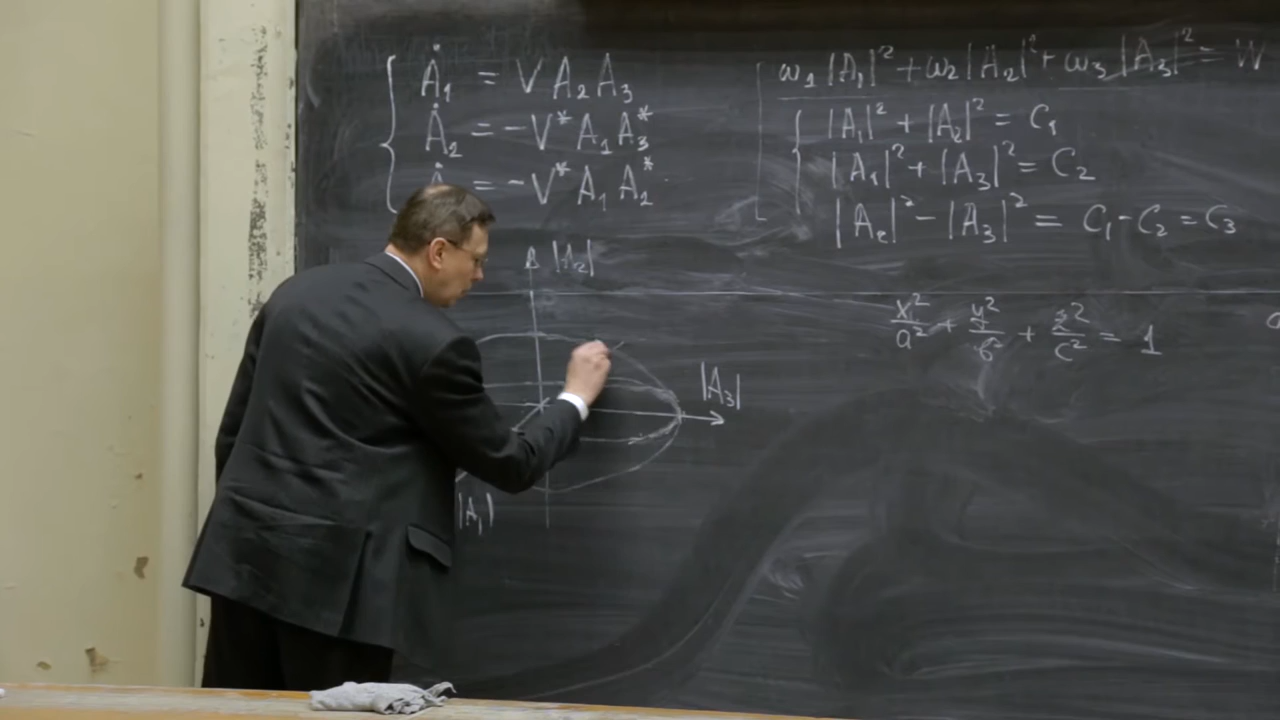 Ȧ₁ = V A₂ A₃
Ȧ₂ = -V* A₁ A₃*
= -V* A₁ A₂*
ω₁|A₁|² + ω₂|A₂|² + ω₃|A₃|² = W
|A₁|² + |A₂|² = C₁
|A₁|² + |A₃|² = C₂
|A₂|² - |A₃|² = C₁ - C₂ = C₃
|A₂|
|A₃|
|A₁|
x²/a² + y²/b² + z²/c² = 1